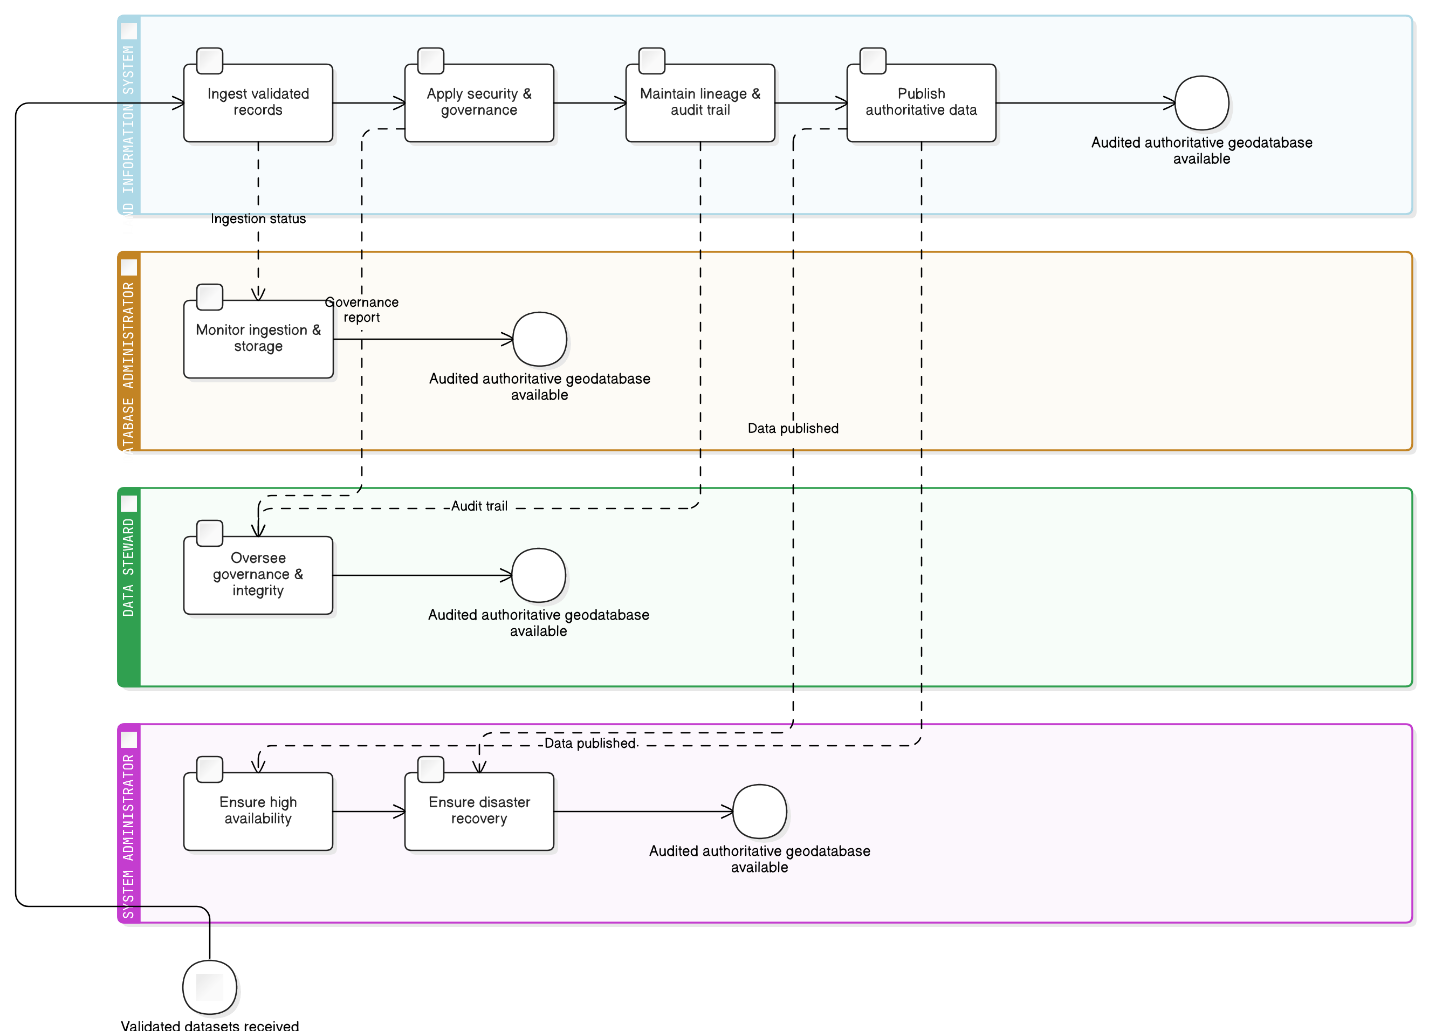 ND INFORMATION SYSTEM
Ingest validated
records
Apply security &
governance
Maintain lineage &
audit trail
Publish
authoritative data
Audited authoritative geodatabase
available
Ingestion status
ATABASE ADMINISTRATOR
Governance
report
Monitor ingestion &
storage
Audited authoritative geodatabase
available
Data published
DATA STEWARD
Audit trail
Oversee
governance &
integrity
Audited authoritative geodatabase
available
SYSTEM ADMINISTRATOR
Data published
Ensure high
availability
Ensure disaster
recovery
Audited authoritative geodatabase
available
Validated datasets received